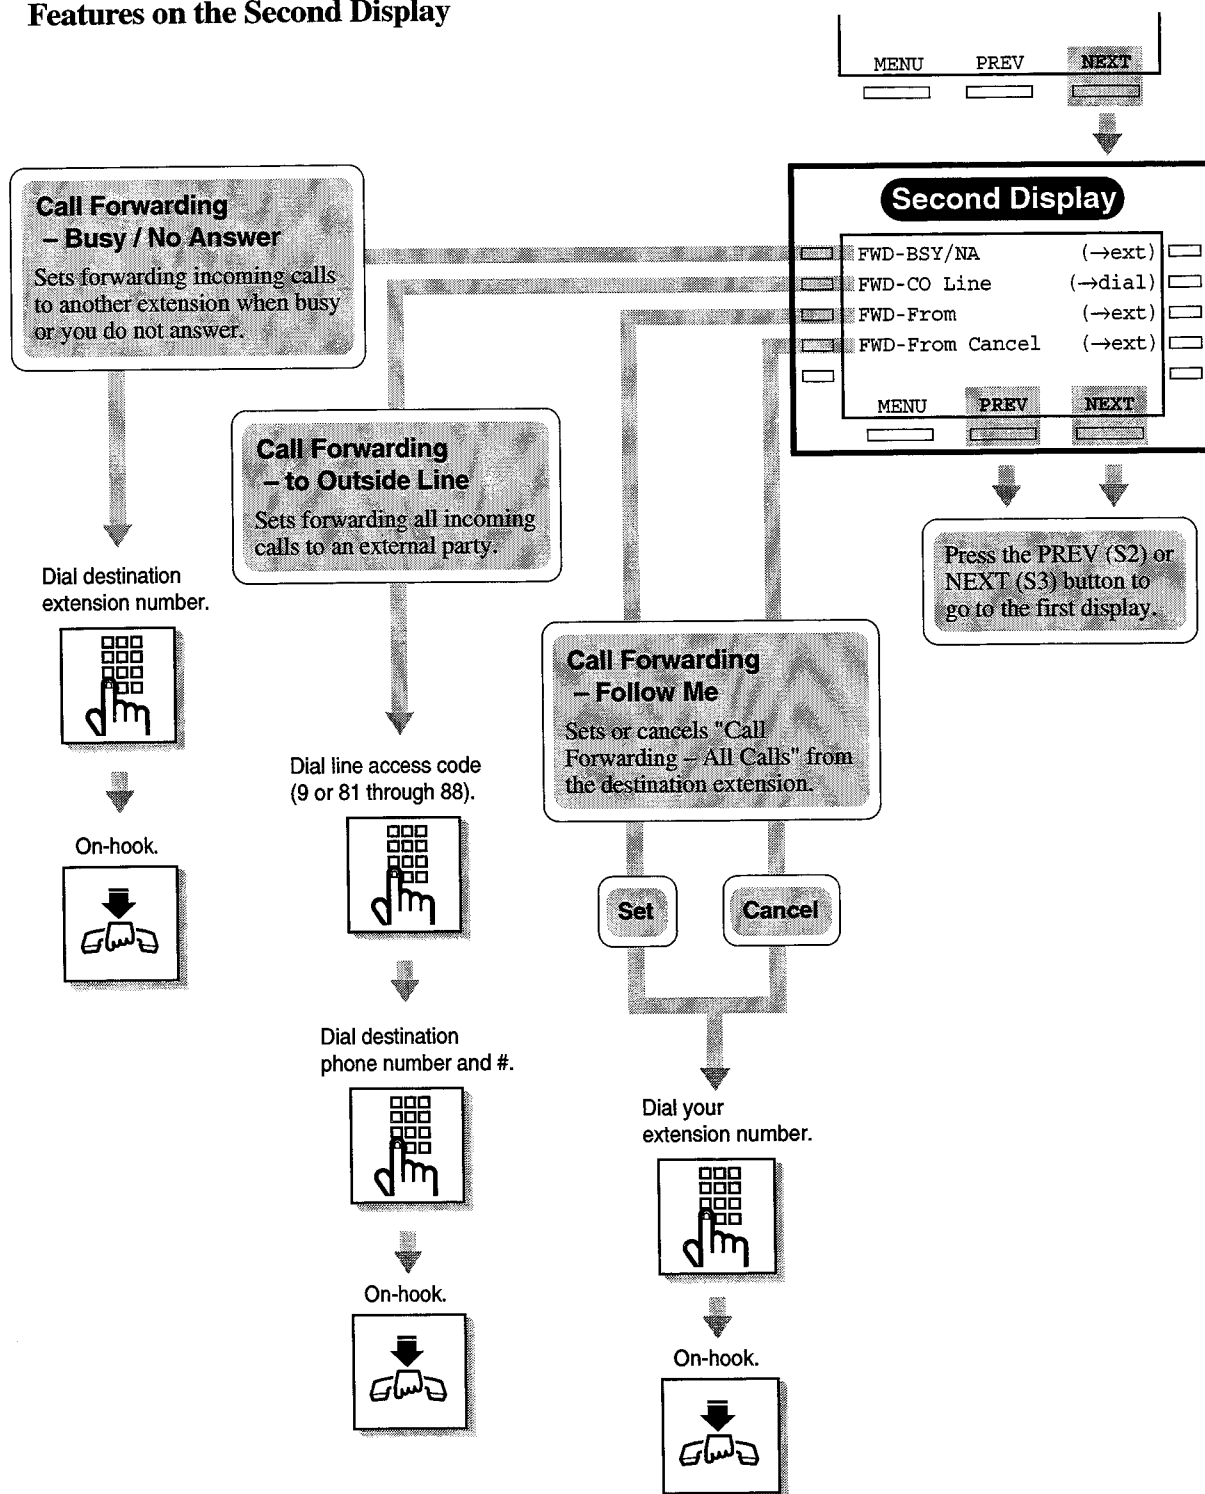 Features on the Second Display
MENU PREV NEXT
Second Display
FWD-BSY/NA (→ext)
FWD-CO Line (→dial)
FWD-From (→ext)
FWD-From Cancel (→ext)
MENU PREV NEXT
Press the PREV (S2) or
NEXT (S3) button to
go to the first display.
Call Forwarding
– Busy / No Answer
Sets forwarding incoming calls
to another extension when busy
or you do not answer.
Dial destination
extension number.
On-hook.
Call Forwarding
– to Outside Line
Sets forwarding all incoming
calls to an external party.
Dial line access code
(9 or 81 through 88).
Dial destination
phone number and #.
On-hook.
Call Forwarding
– Follow Me
Sets or cancels "Call
Forwarding – All Calls" from
the destination extension.
Set
Cancel
Dial your
extension number.
On-hook.